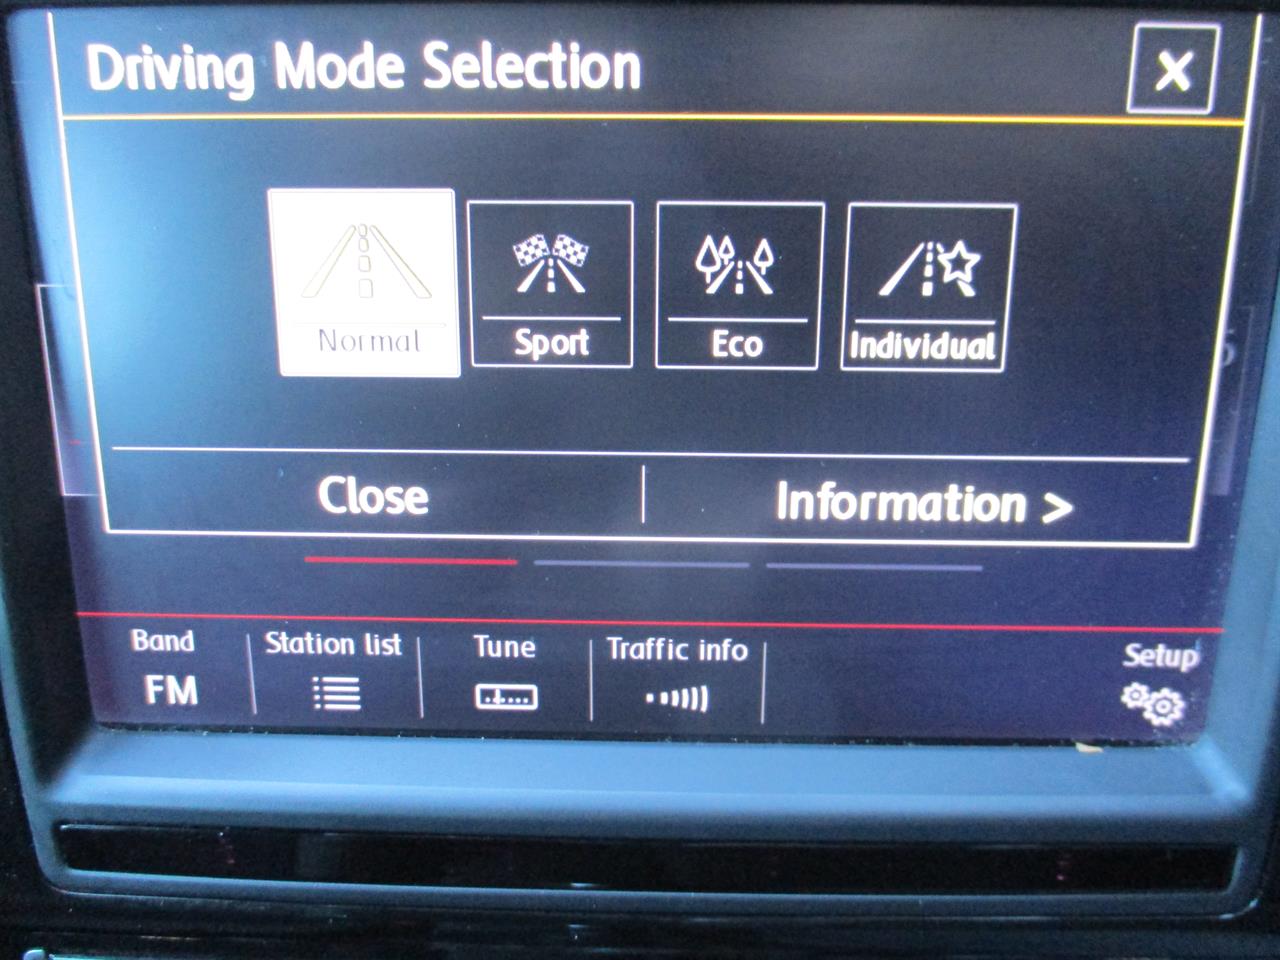 Driving Mode Selection
Normal
Sport
Eco
Individual
Close
Information >
Band
Station list
Tune
Traffic info
Setup
FM